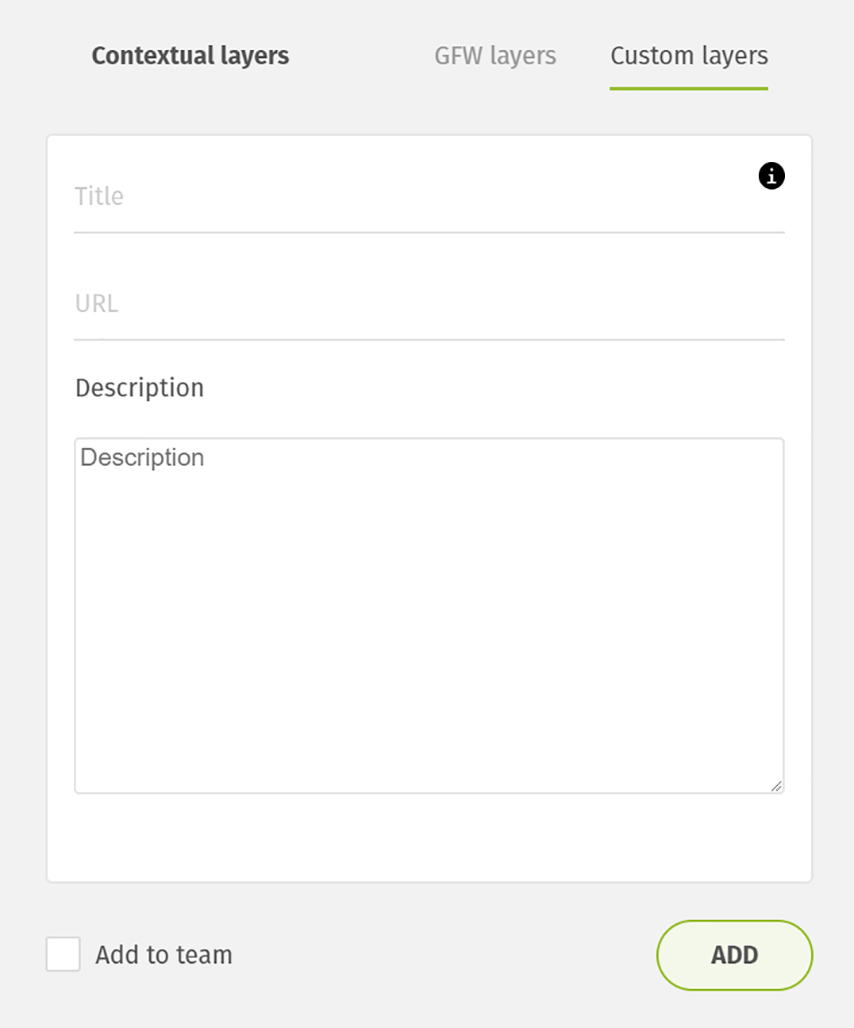 Contextual layers GFW layers Custom layers
Title
URL
Description
Description
Add to team ADD